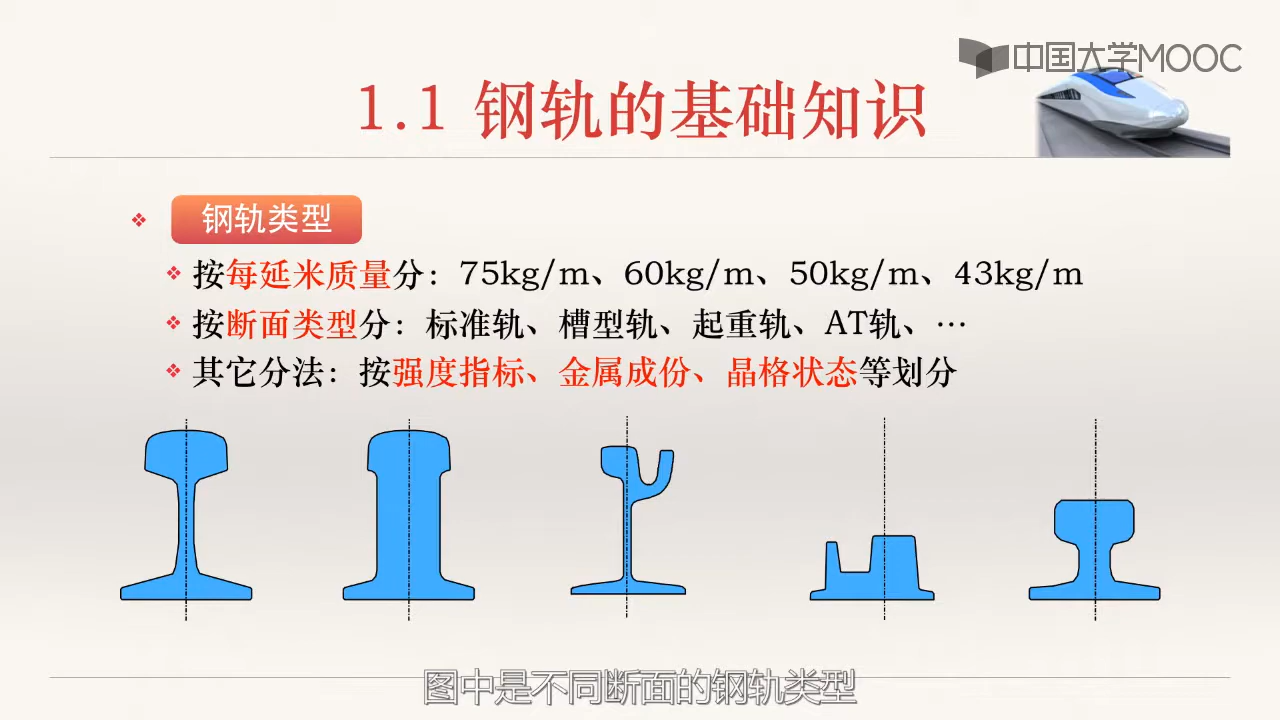 中国大学MOOC
1.1 钢轨的基础知识
钢轨类型
按每延米质量分：75kg/m、60kg/m、50kg/m、43kg/m
按断面类型分：标准轨、槽型轨、起重轨、AT轨、…
其它分法：按强度指标、金属成份、晶格状态等划分
图中是不同断面的钢轨类型